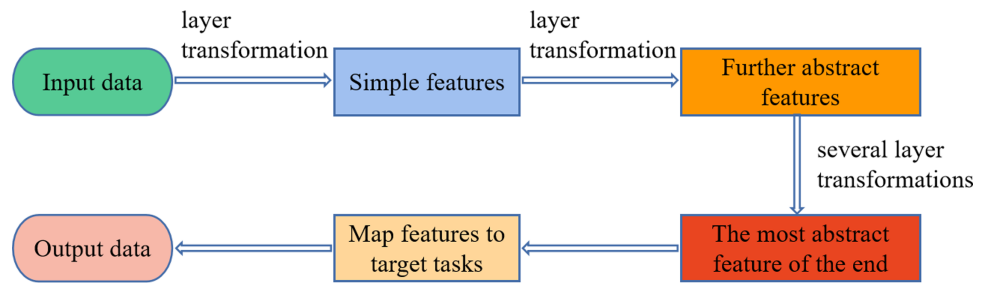 layer
transformation
layer
transformation
Input data
Simple features
Further abstract
features
several layer
transformations
Output data
Map features to
target tasks
The most abstract
feature of the end